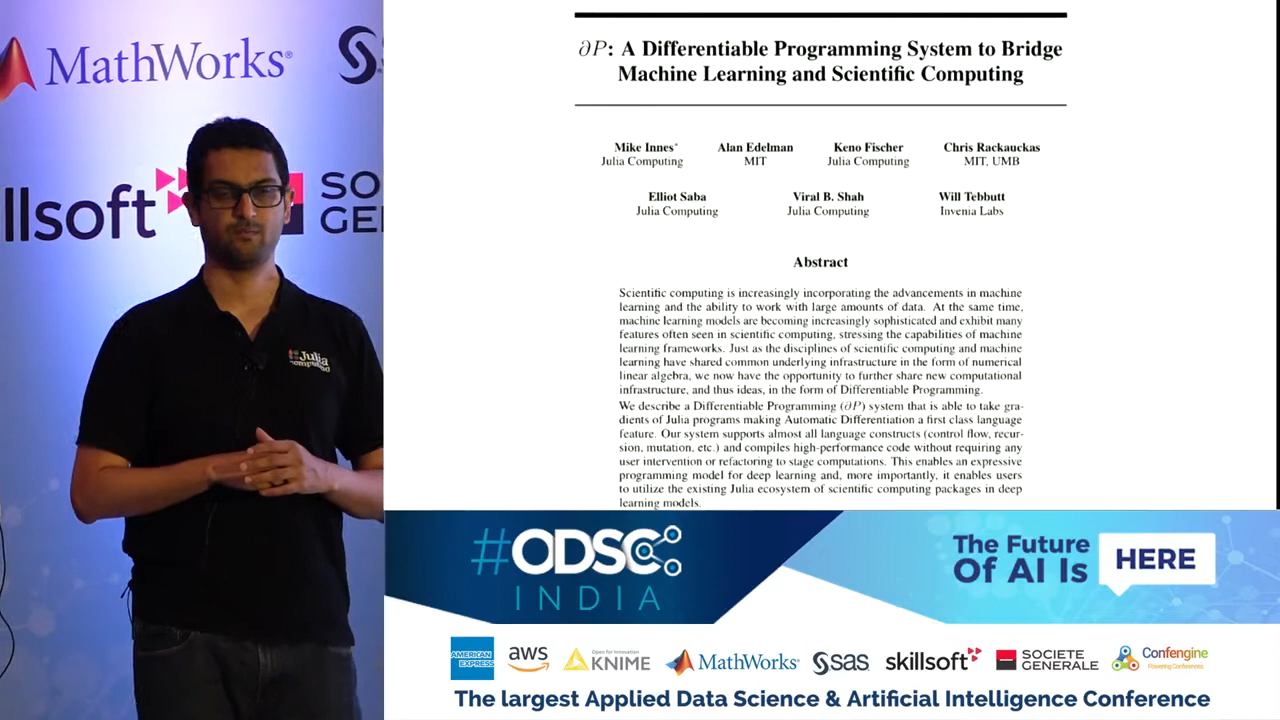 MathWorks®
S
llsoft
SO
GE
Julia
computing
∂P: A Differentiable Programming System to Bridge
Machine Learning and Scientific Computing
Mike Innes* Alan Edelman Keno Fischer Chris Rackauckas
Julia Computing MIT Julia Computing MIT, UMB
Elliot Saba Viral B. Shah Will Tebbutt
Julia Computing Julia Computing Invenia Labs
Abstract
Scientific computing is increasingly incorporating the advancements in machine
learning and the ability to work with large amounts of data. At the same time,
machine learning models are becoming increasingly sophisticated and exhibit many
features often seen in scientific computing, stressing the capabilities of machine
learning frameworks. Just as the disciplines of scientific computing and machine
learning have shared common underlying infrastructure in the form of numerical
linear algebra, we now have the opportunity to further share new computational
infrastructure, and thus ideas, in the form of Differentiable Programming.
We describe a Differentiable Programming (∂P) system that is able to take gra-
dients of Julia programs making Automatic Differentiation a first class language
feature. Our system supports almost all language constructs (control flow, recur-
sion, mutation, etc.) and compiles high-performance code without requiring any
user intervention or refactoring to stage computations. This enables an expressive
programming model for deep learning and, more importantly, it enables users
to utilize the existing Julia ecosystem of scientific computing packages in deep
learning models.
#ODSC
INDIA
The Future
Of AI Is HERE
AMERICAN EXPRESS
aws
Open for Innovation
KNIME
MathWorks®
sas
skillsoft
SOCIETE GENERALE
Confengine
Powering Conferences
The largest Applied Data Science & Artificial Intelligence Conference